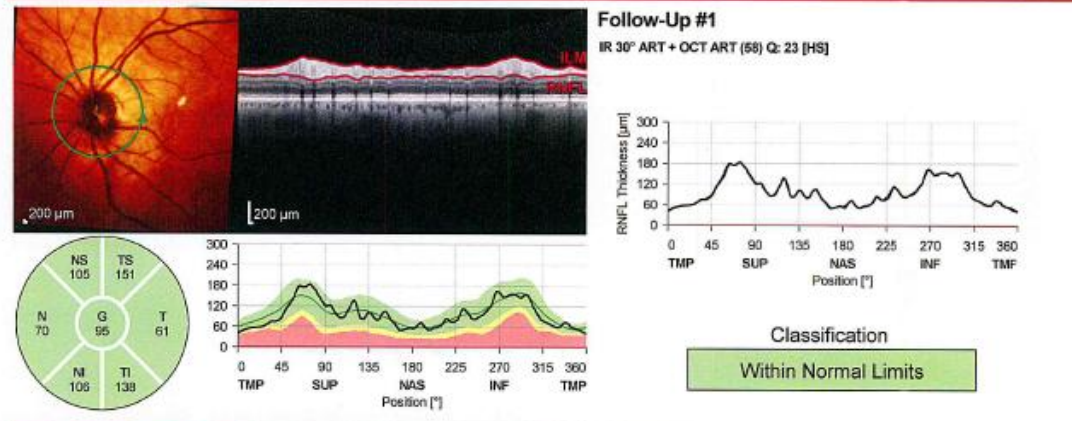 Follow-Up #1
IR 30° ART + OCT ART (58) Q: 23 [HS]
ILM
RNFL
200 µm
200 µm
300
240
180
120
60
0
RNFL Thickness [µm]
0 45 90 135 180 225 270 315 360
TMP SUP NAS INF TMF
Position [°]
NS
105
TS
151
N
70
G
95
T
61
NI
106
TI
138
300
240
180
120
60
0
0 45 90 135 180 225 270 315 360
TMP SUP NAS INF TMP
Position [°]
Classification
Within Normal Limits